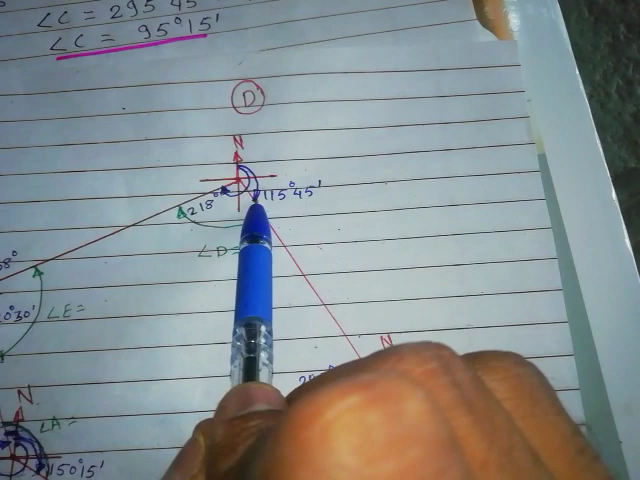 ∠C = 295°45'
∠C = 95°15'
D
N
218°
115°45'
∠D=
∠E=
N
N
∠A=
150°15'